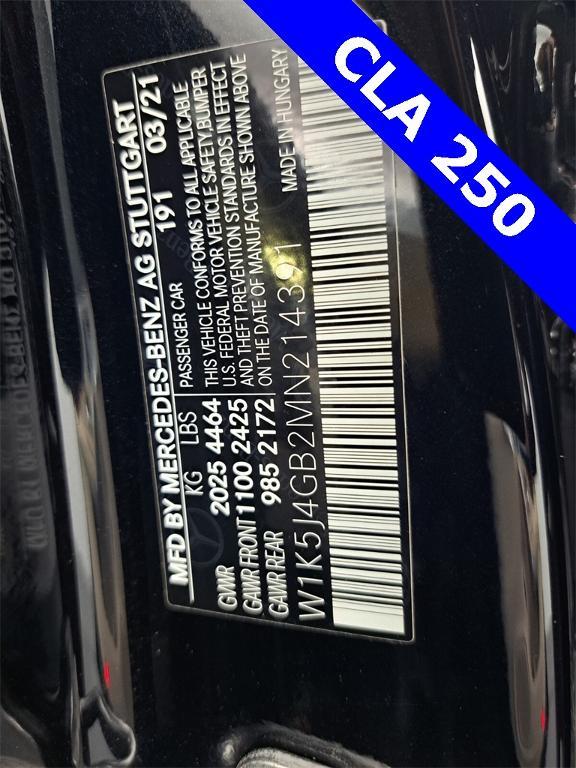 CLA 250
MFD BY MERCEDES-BENZ AG STUTTGART
191 03/21
KG LBS PASSENGER CAR
GVWR 2025 4464
GAWR FRONT 1100 2425
GAWR REAR 985 2172
THIS VEHICLE CONFORMS TO ALL APPLICABLE
U.S. FEDERAL MOTOR VEHICLE SAFETY,BUMPER
AND THEFT PREVENTION STANDARDS IN EFFECT
ON THE DATE OF MANUFACTURE SHOWN ABOVE
MADE IN HUNGARY
W1K5J4GB2MN214391